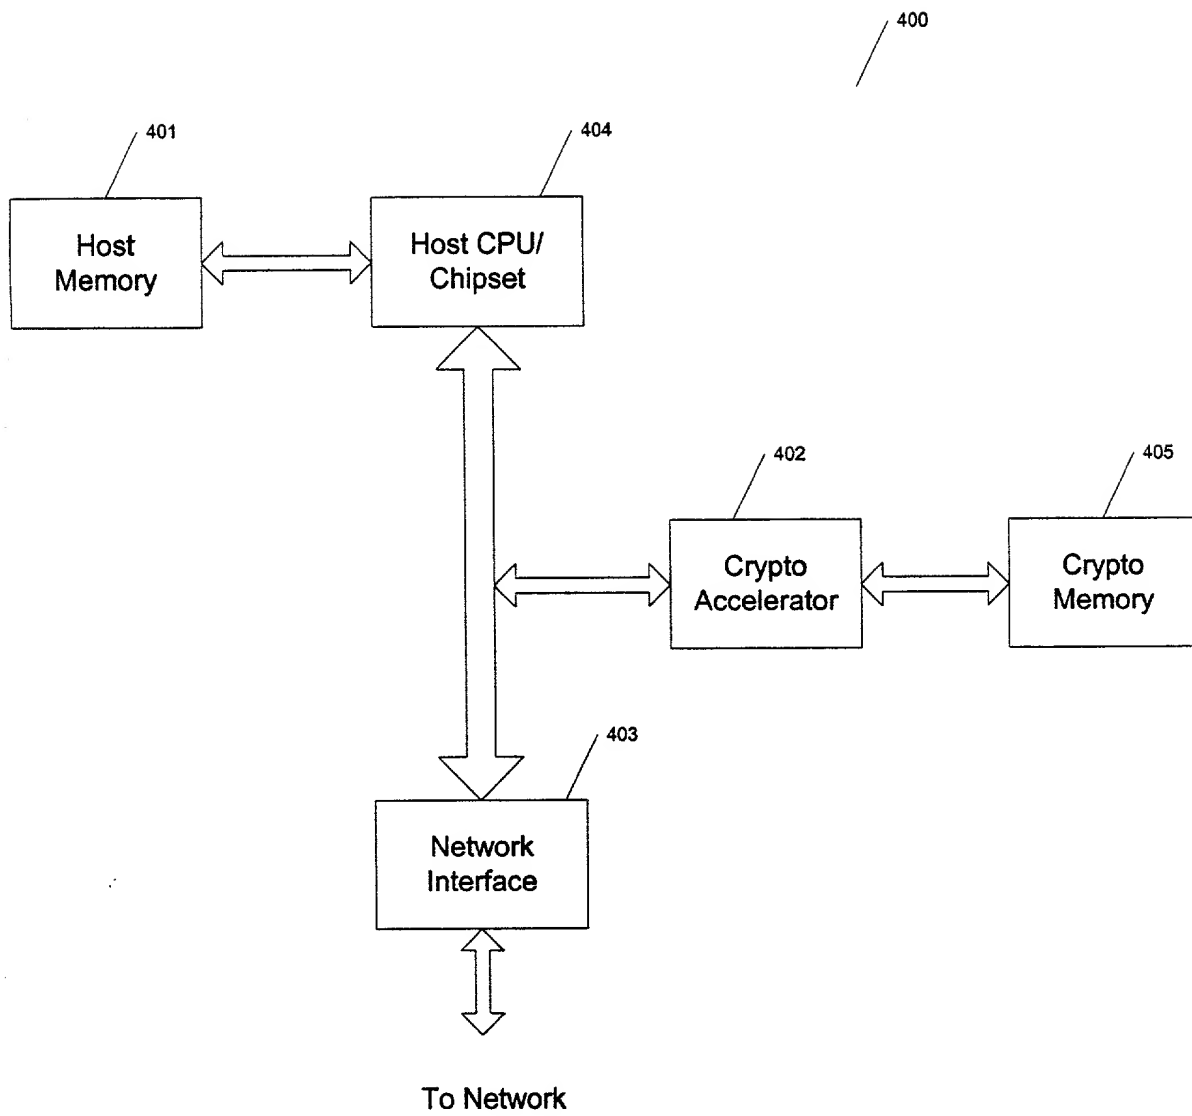 400
401
404
Host
Memory
Host CPU/
Chipset
402
405
Crypto
Accelerator
Crypto
Memory
403
Network
Interface
To Network